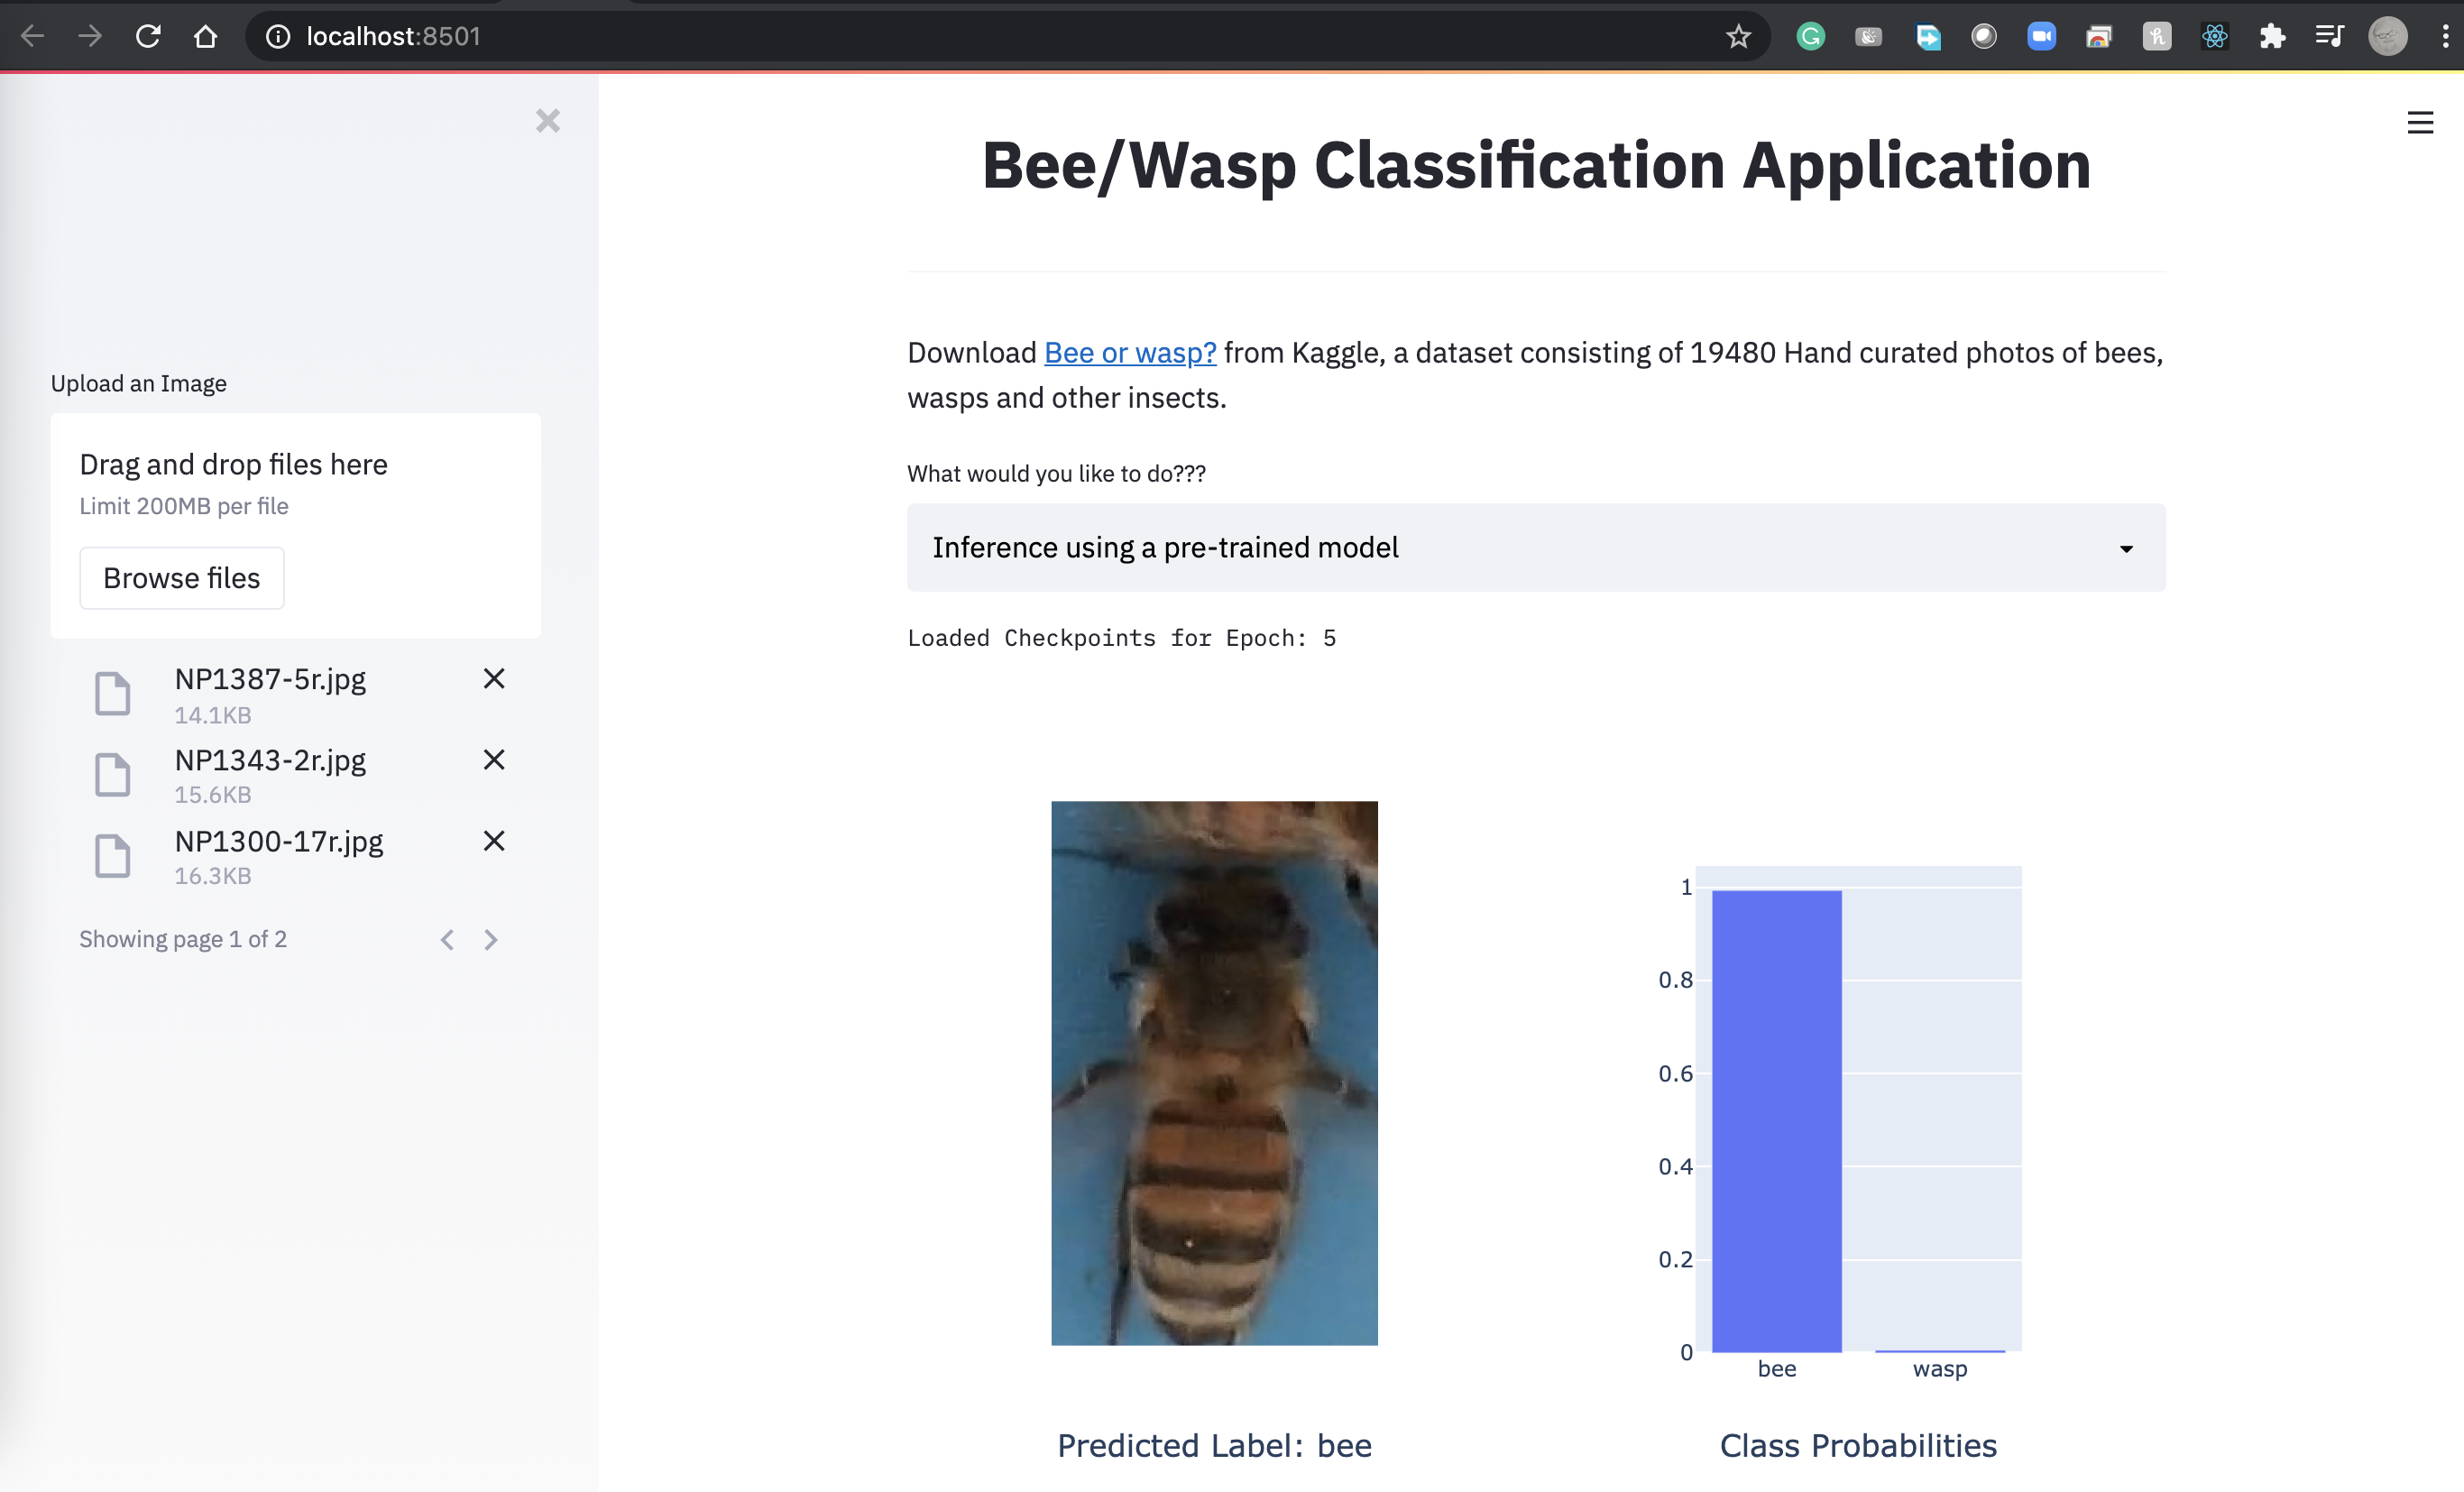 localhost:8501
Bee/Wasp Classification Application
Download Bee or wasp? from Kaggle, a dataset consisting of 19480 Hand curated photos of bees,
wasps and other insects.
What would you like to do???
Inference using a pre-trained model
Loaded Checkpoints for Epoch: 5
Upload an Image
Drag and drop files here
Limit 200MB per file
Browse files
NP1387-5r.jpg
14.1KB
NP1343-2r.jpg
15.6KB
NP1300-17r.jpg
16.3KB
Showing page 1 of 2
1
0.8
0.6
0.4
0.2
0
bee wasp
Predicted Label: bee
Class Probabilities